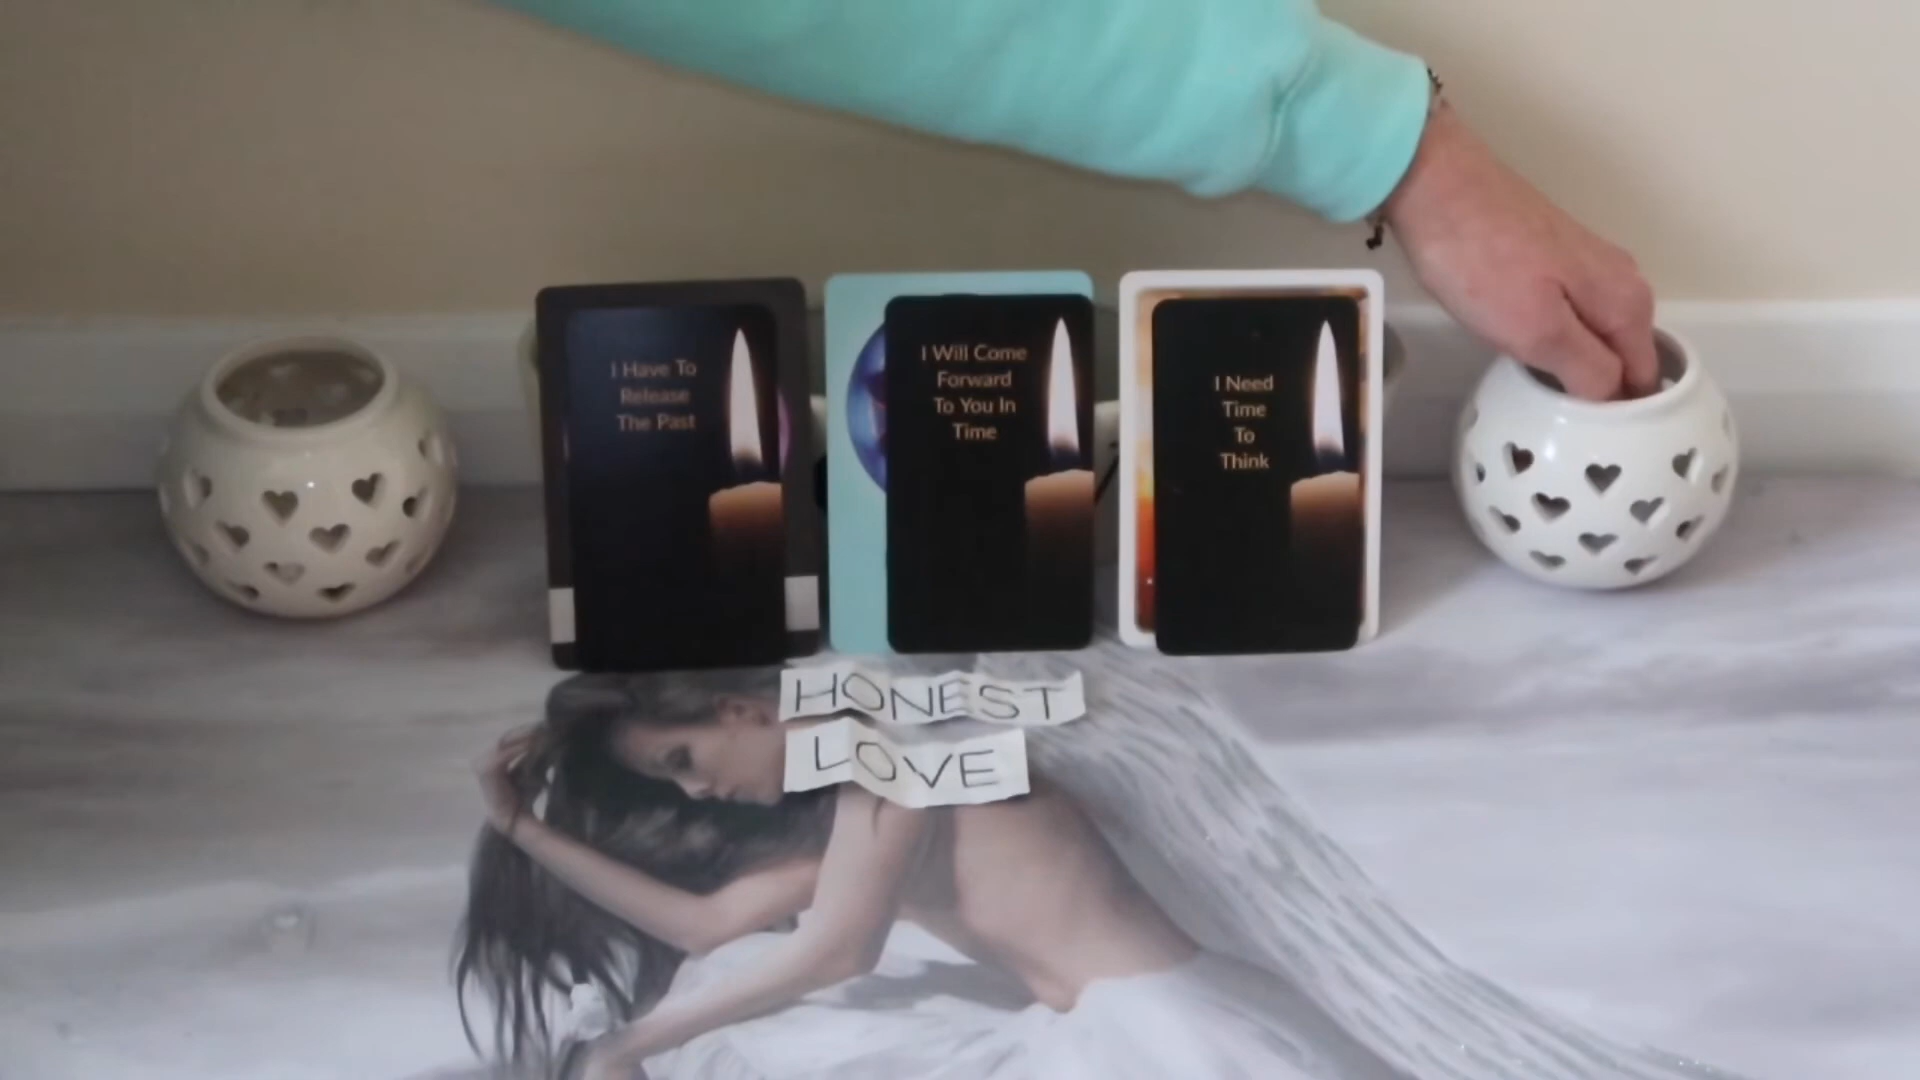 I Have To
Release
The Past
I Will Come
Forward
To You In
Time
I Need
Time
To
Think
HONEST
LOVE